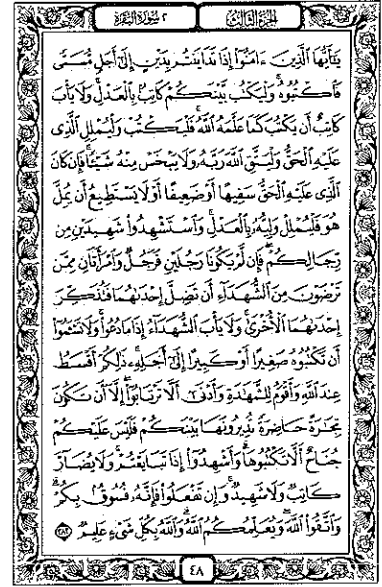 الجزء الثالث
٢ سورة البقرة
يَٰٓأَيُّهَا ٱلَّذِينَ ءَامَنُوٓا۟ إِذَا تَدَايَنتُم بِدَيْنٍ إِلَىٰٓ أَجَلٍ مُّسَمًّى
فَٱكْتُبُوهُ ۚ وَلْيَكْتُب بَّيْنَكُمْ كَاتِبٌۢ بِٱلْعَدْلِ ۚ وَلَا يَأْبَ
كَاتِبٌ أَن يَكْتُبَ كَمَا عَلَّمَهُ ٱللَّهُ ۚ فَلْيَكْتُبْ وَلْيُمْلِلِ ٱلَّذِى
عَلَيْهِ ٱلْحَقُّ وَلْيَتَّقِ ٱللَّهَ رَبَّهُۥ وَلَا يَبْخَسْ مِنْهُ شَيْـًٔا ۚ فَإِن كَانَ
ٱلَّذِى عَلَيْهِ ٱلْحَقُّ سَفِيهًا أَوْ ضَعِيفًا أَوْ لَا يَسْتَطِيعُ أَن يُمِلَّ
هُوَ فَلْيُمْلِلْ وَلِيُّهُۥ بِٱلْعَدْلِ ۚ وَٱسْتَشْهِدُوا۟ شَهِيدَيْنِ مِن
رِّجَالِكُمْ ۖ فَإِن لَّمْ يَكُونَا رَجُلَيْنِ فَرَجُلٌ وَٱمْرَأَتَانِ مِمَّن
تَرْضَوْنَ مِنَ ٱلشُّهَدَآءِ أَن تَضِلَّ إِحْدَىٰهُمَا فَتُذَكِّرَ
إِحْدَىٰهُمَا ٱلْأُخْرَىٰ ۚ وَلَا يَأْبَ ٱلشُّهَدَآءُ إِذَا مَا دُعُوا۟ ۚ وَلَا تَسْـَٔمُوٓا۟
أَن تَكْتُبُوهُ صَغِيرًا أَوْ كَبِيرًا إِلَىٰٓ أَجَلِهِۦ ۚ ذَٰلِكُمْ أَقْسَطُ
عِندَ ٱللَّهِ وَأَقْوَمُ لِلشَّهَٰدَةِ وَأَدْنَىٰٓ أَلَّا تَرْتَابُوٓا۟ ۖ إِلَّآ أَن تَكُونَ
تِجَٰرَةً حَاضِرَةً تُدِيرُونَهَا بَيْنَكُمْ فَلَيْسَ عَلَيْكُمْ
جُنَاحٌ أَلَّا تَكْتُبُوهَا ۗ وَأَشْهِدُوٓا۟ إِذَا تَبَايَعْتُمْ ۚ وَلَا يُضَآرَّ
كَاتِبٌ وَلَا شَهِيدٌ ۚ وَإِن تَفْعَلُوا۟ فَإِنَّهُۥ فُسُوقٌۢ بِكُمْ ۗ
وَٱتَّقُوا۟ ٱللَّهَ ۖ وَيُعَلِّمُكُمُ ٱللَّهُ ۗ وَٱللَّهُ بِكُلِّ شَىْءٍ عَلِيمٌ ٢٨٢
٤٨